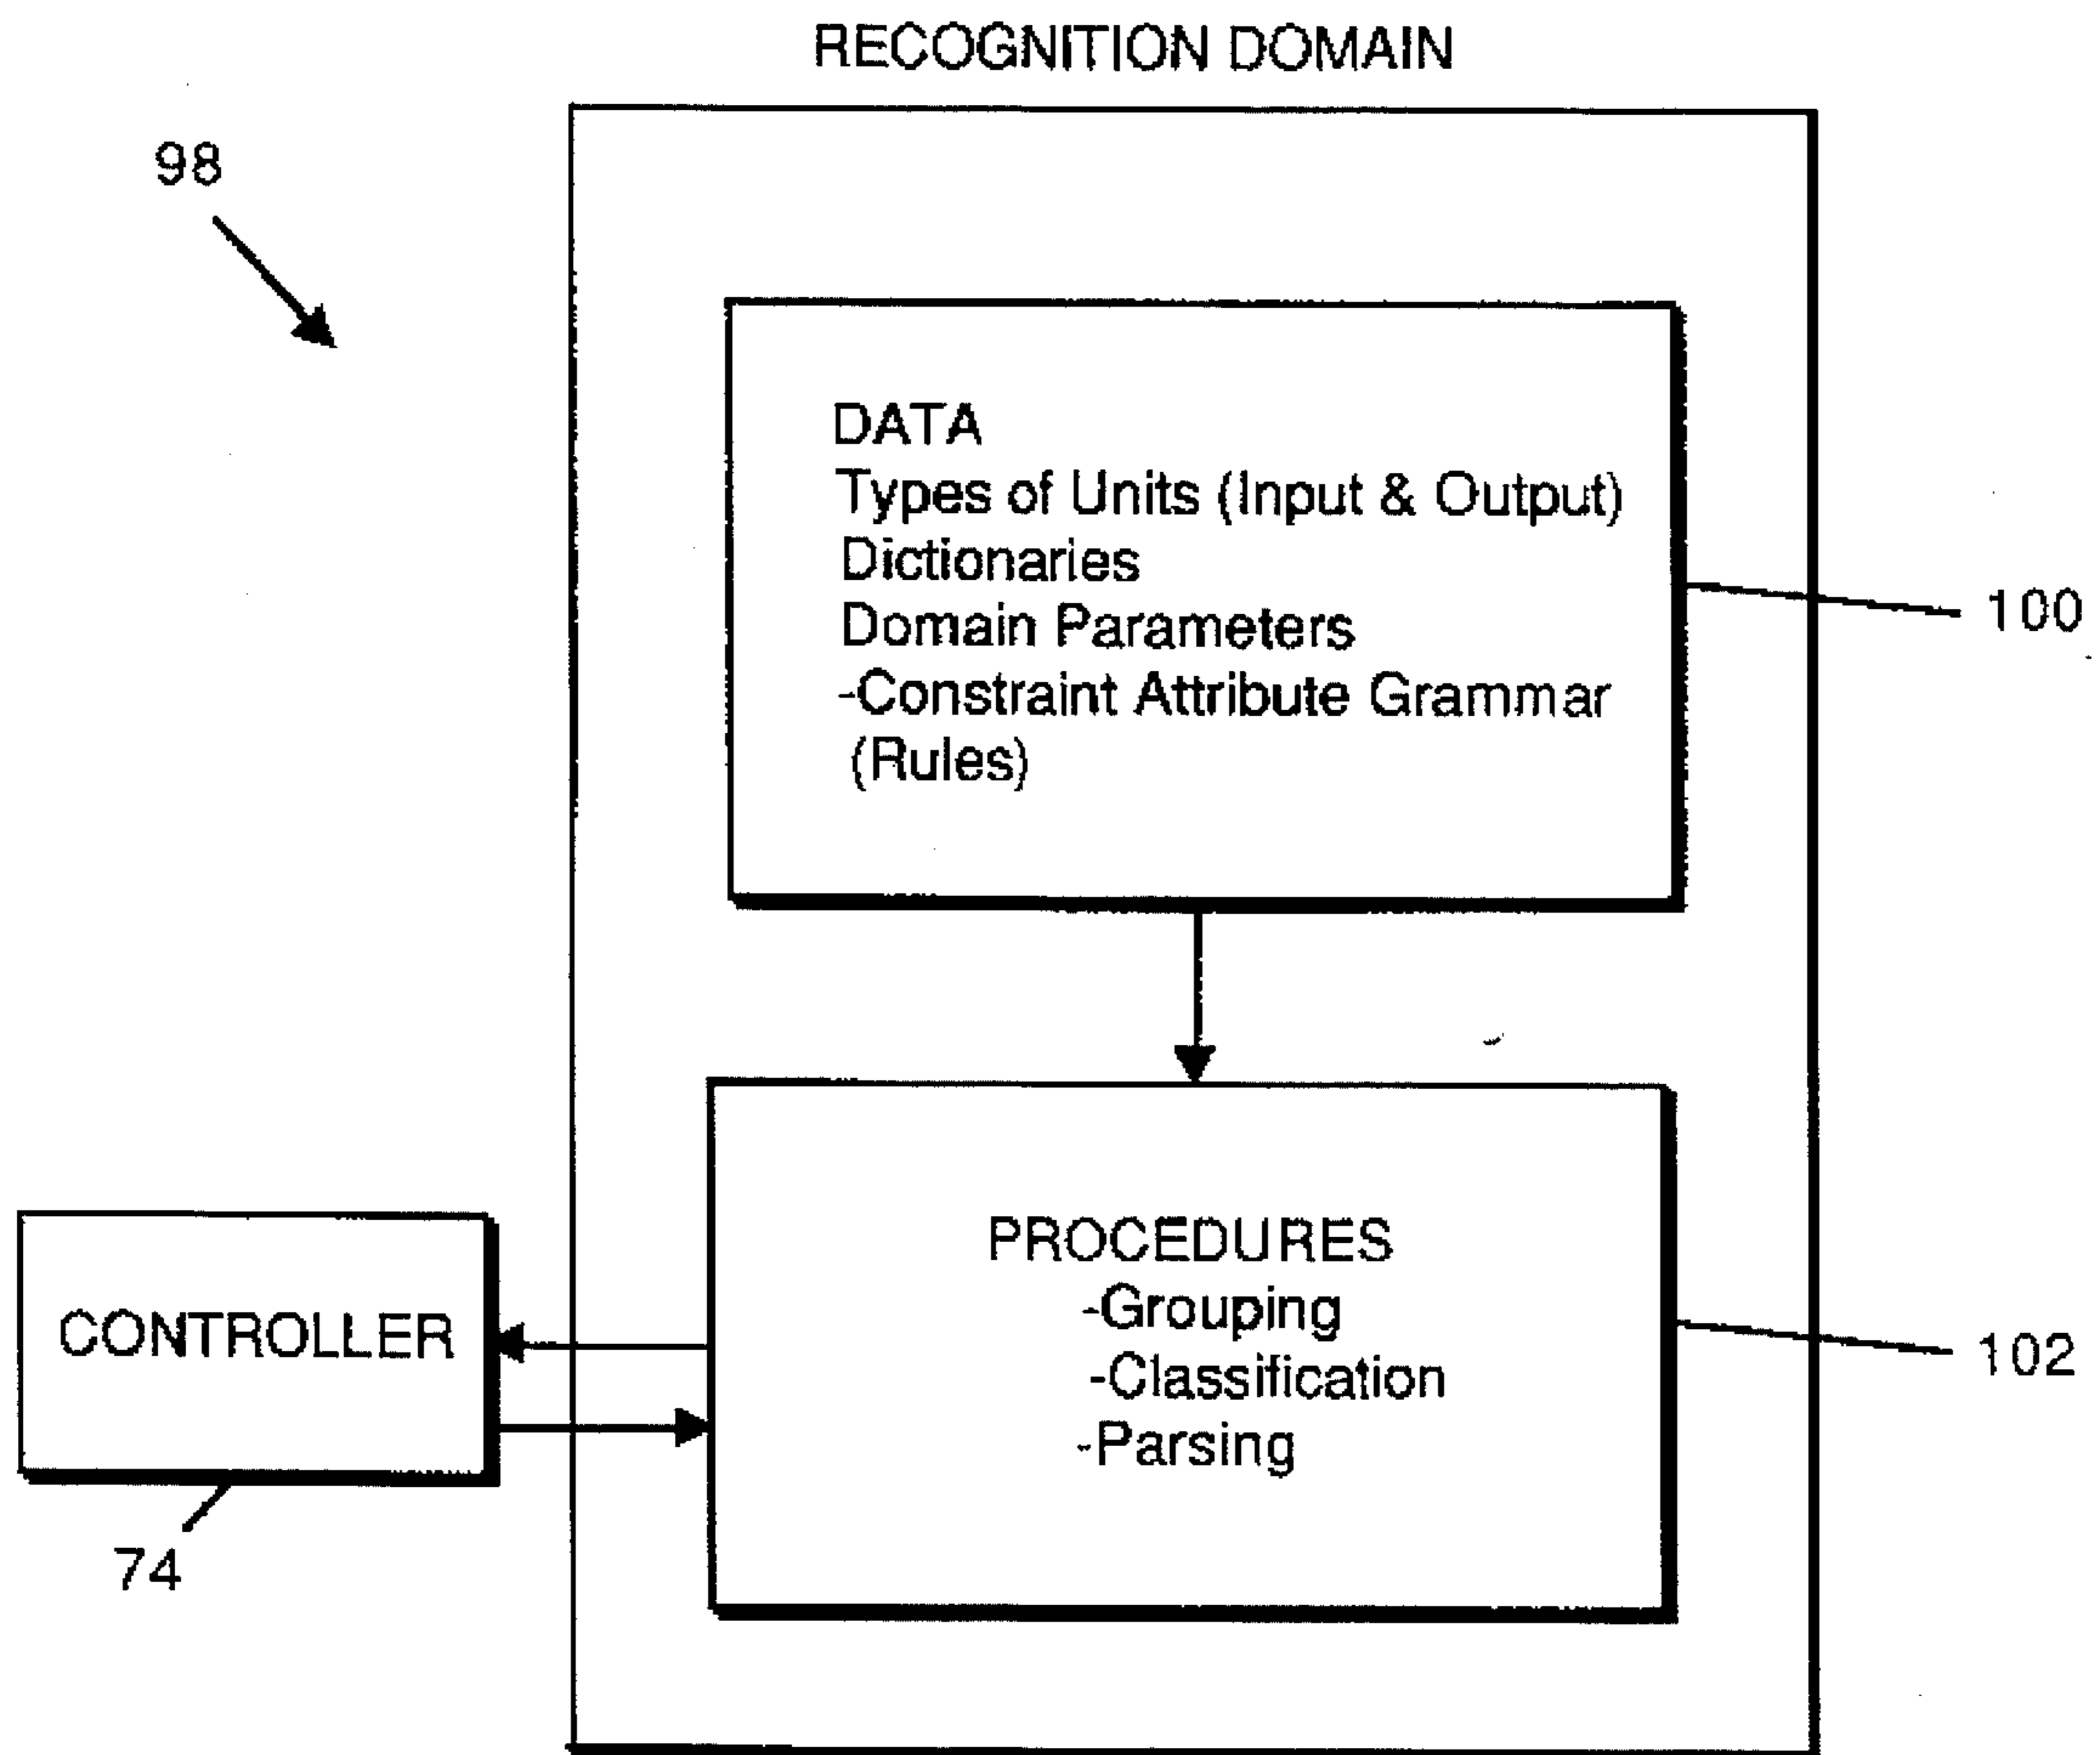 RECOGNITION DOMAIN
98
DATA
Types of Units (Input & Output)
Dictionaries
Domain Parameters
-Constraint Attribute Grammar
(Rules)
100
PROCEDURES
-Grouping
-Classification
-Parsing
CONTROLLER
102
74